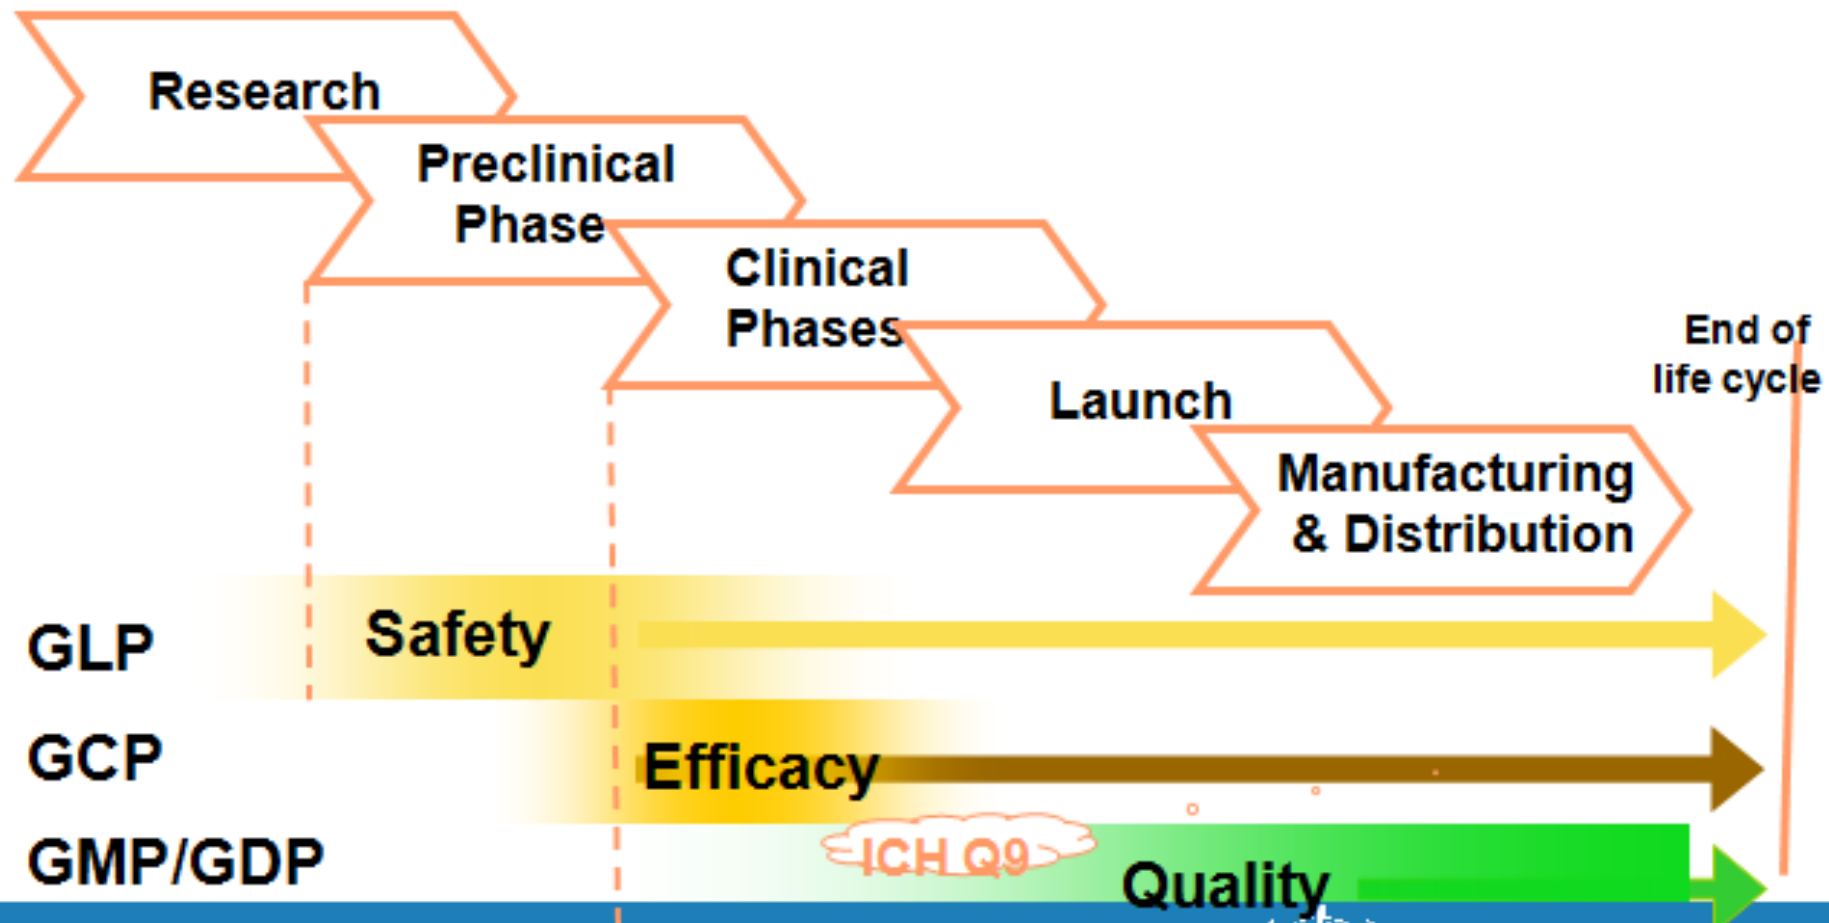 Research
Preclinical
Phase
Clinical
Phases
Launch
End of
life cycle
Manufacturing
& Distribution
GLP
Safety
GCP
Efficacy
GMP/GDP
ICH Q9
Quality